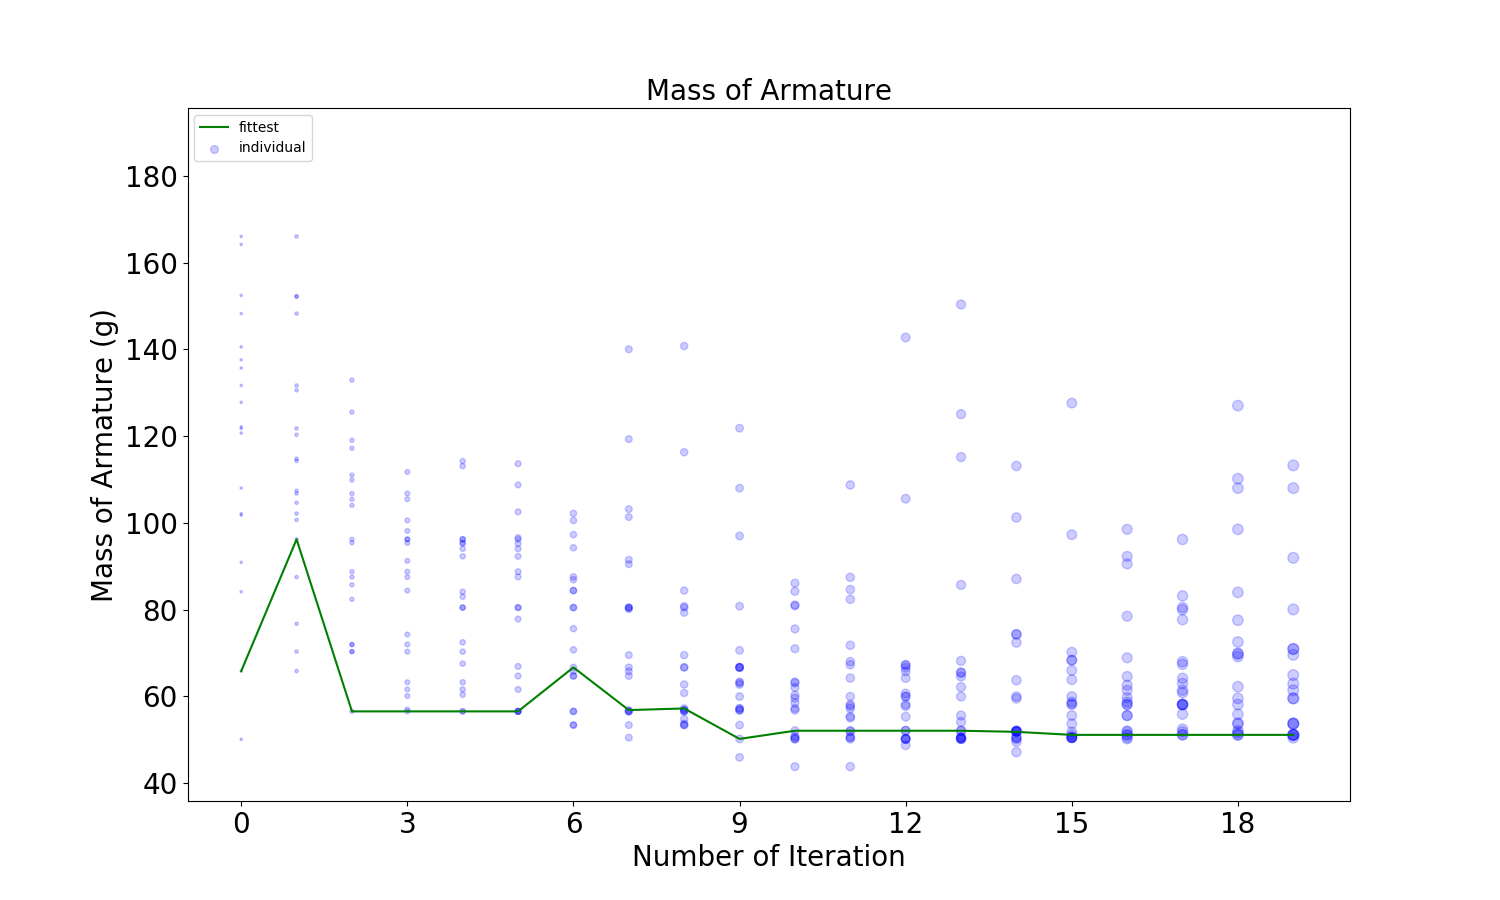 Mass of Armature
fittest
individual
Mass of Armature (g)
180
160
140
120
100
80
60
40
0 3 6 9 12 15 18
Number of Iteration